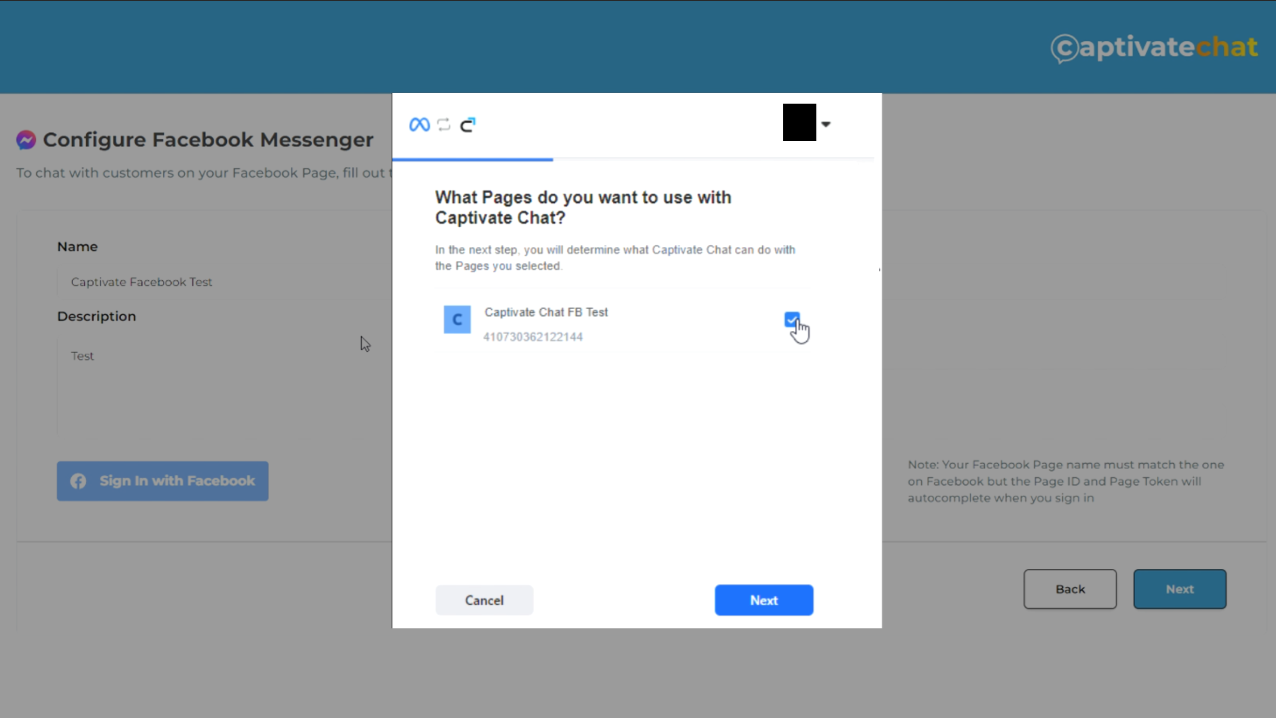 captivatechat
Configure Facebook Messenger
To chat with customers on your Facebook Page, fill out t
Name
Captivate Facebook Test
Description
Test
Sign In with Facebook
What Pages do you want to use with
Captivate Chat?
In the next step, you will determine what Captivate Chat can do with
the Pages you selected.
C
Captivate Chat FB Test
410730362122144
Cancel
Next
Note: Your Facebook Page name must match the one
on Facebook but the Page ID and Page Token will
autocomplete when you sign in
Back
Next